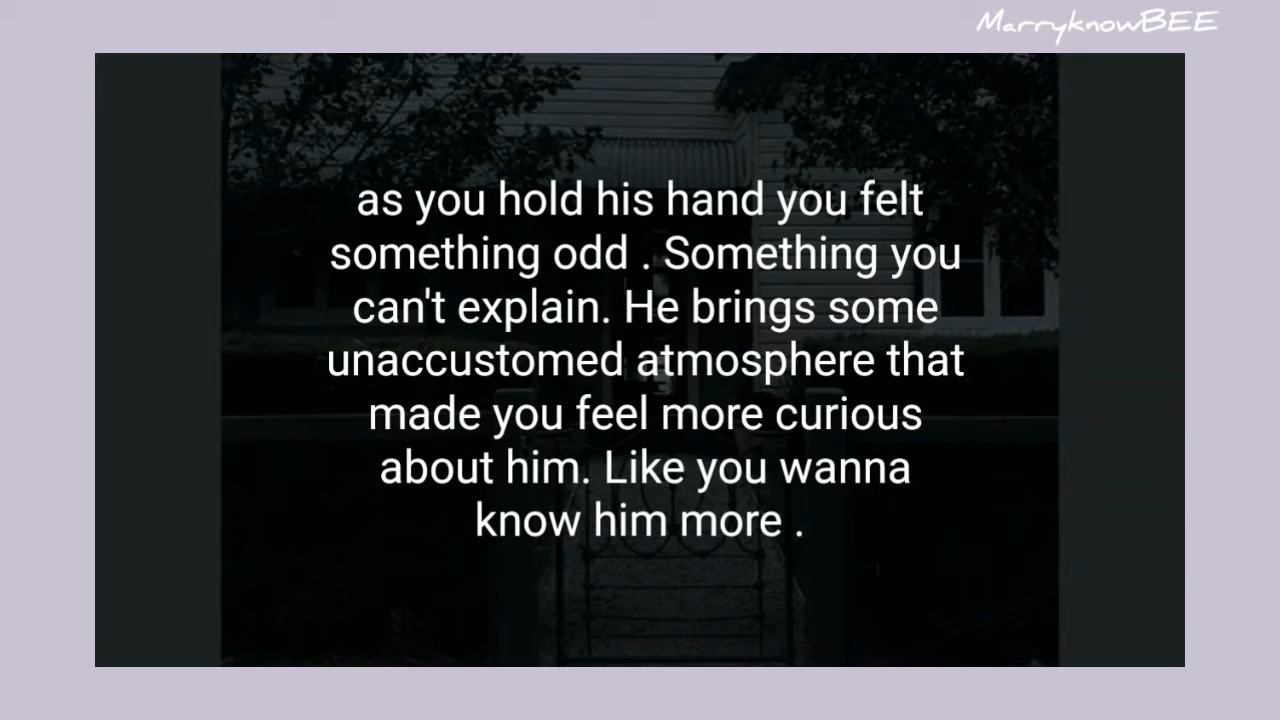 MarryknowBEE
as you hold his hand you felt
something odd . Something you
can't explain. He brings some
unaccustomed atmosphere that
made you feel more curious
about him. Like you wanna
know him more .